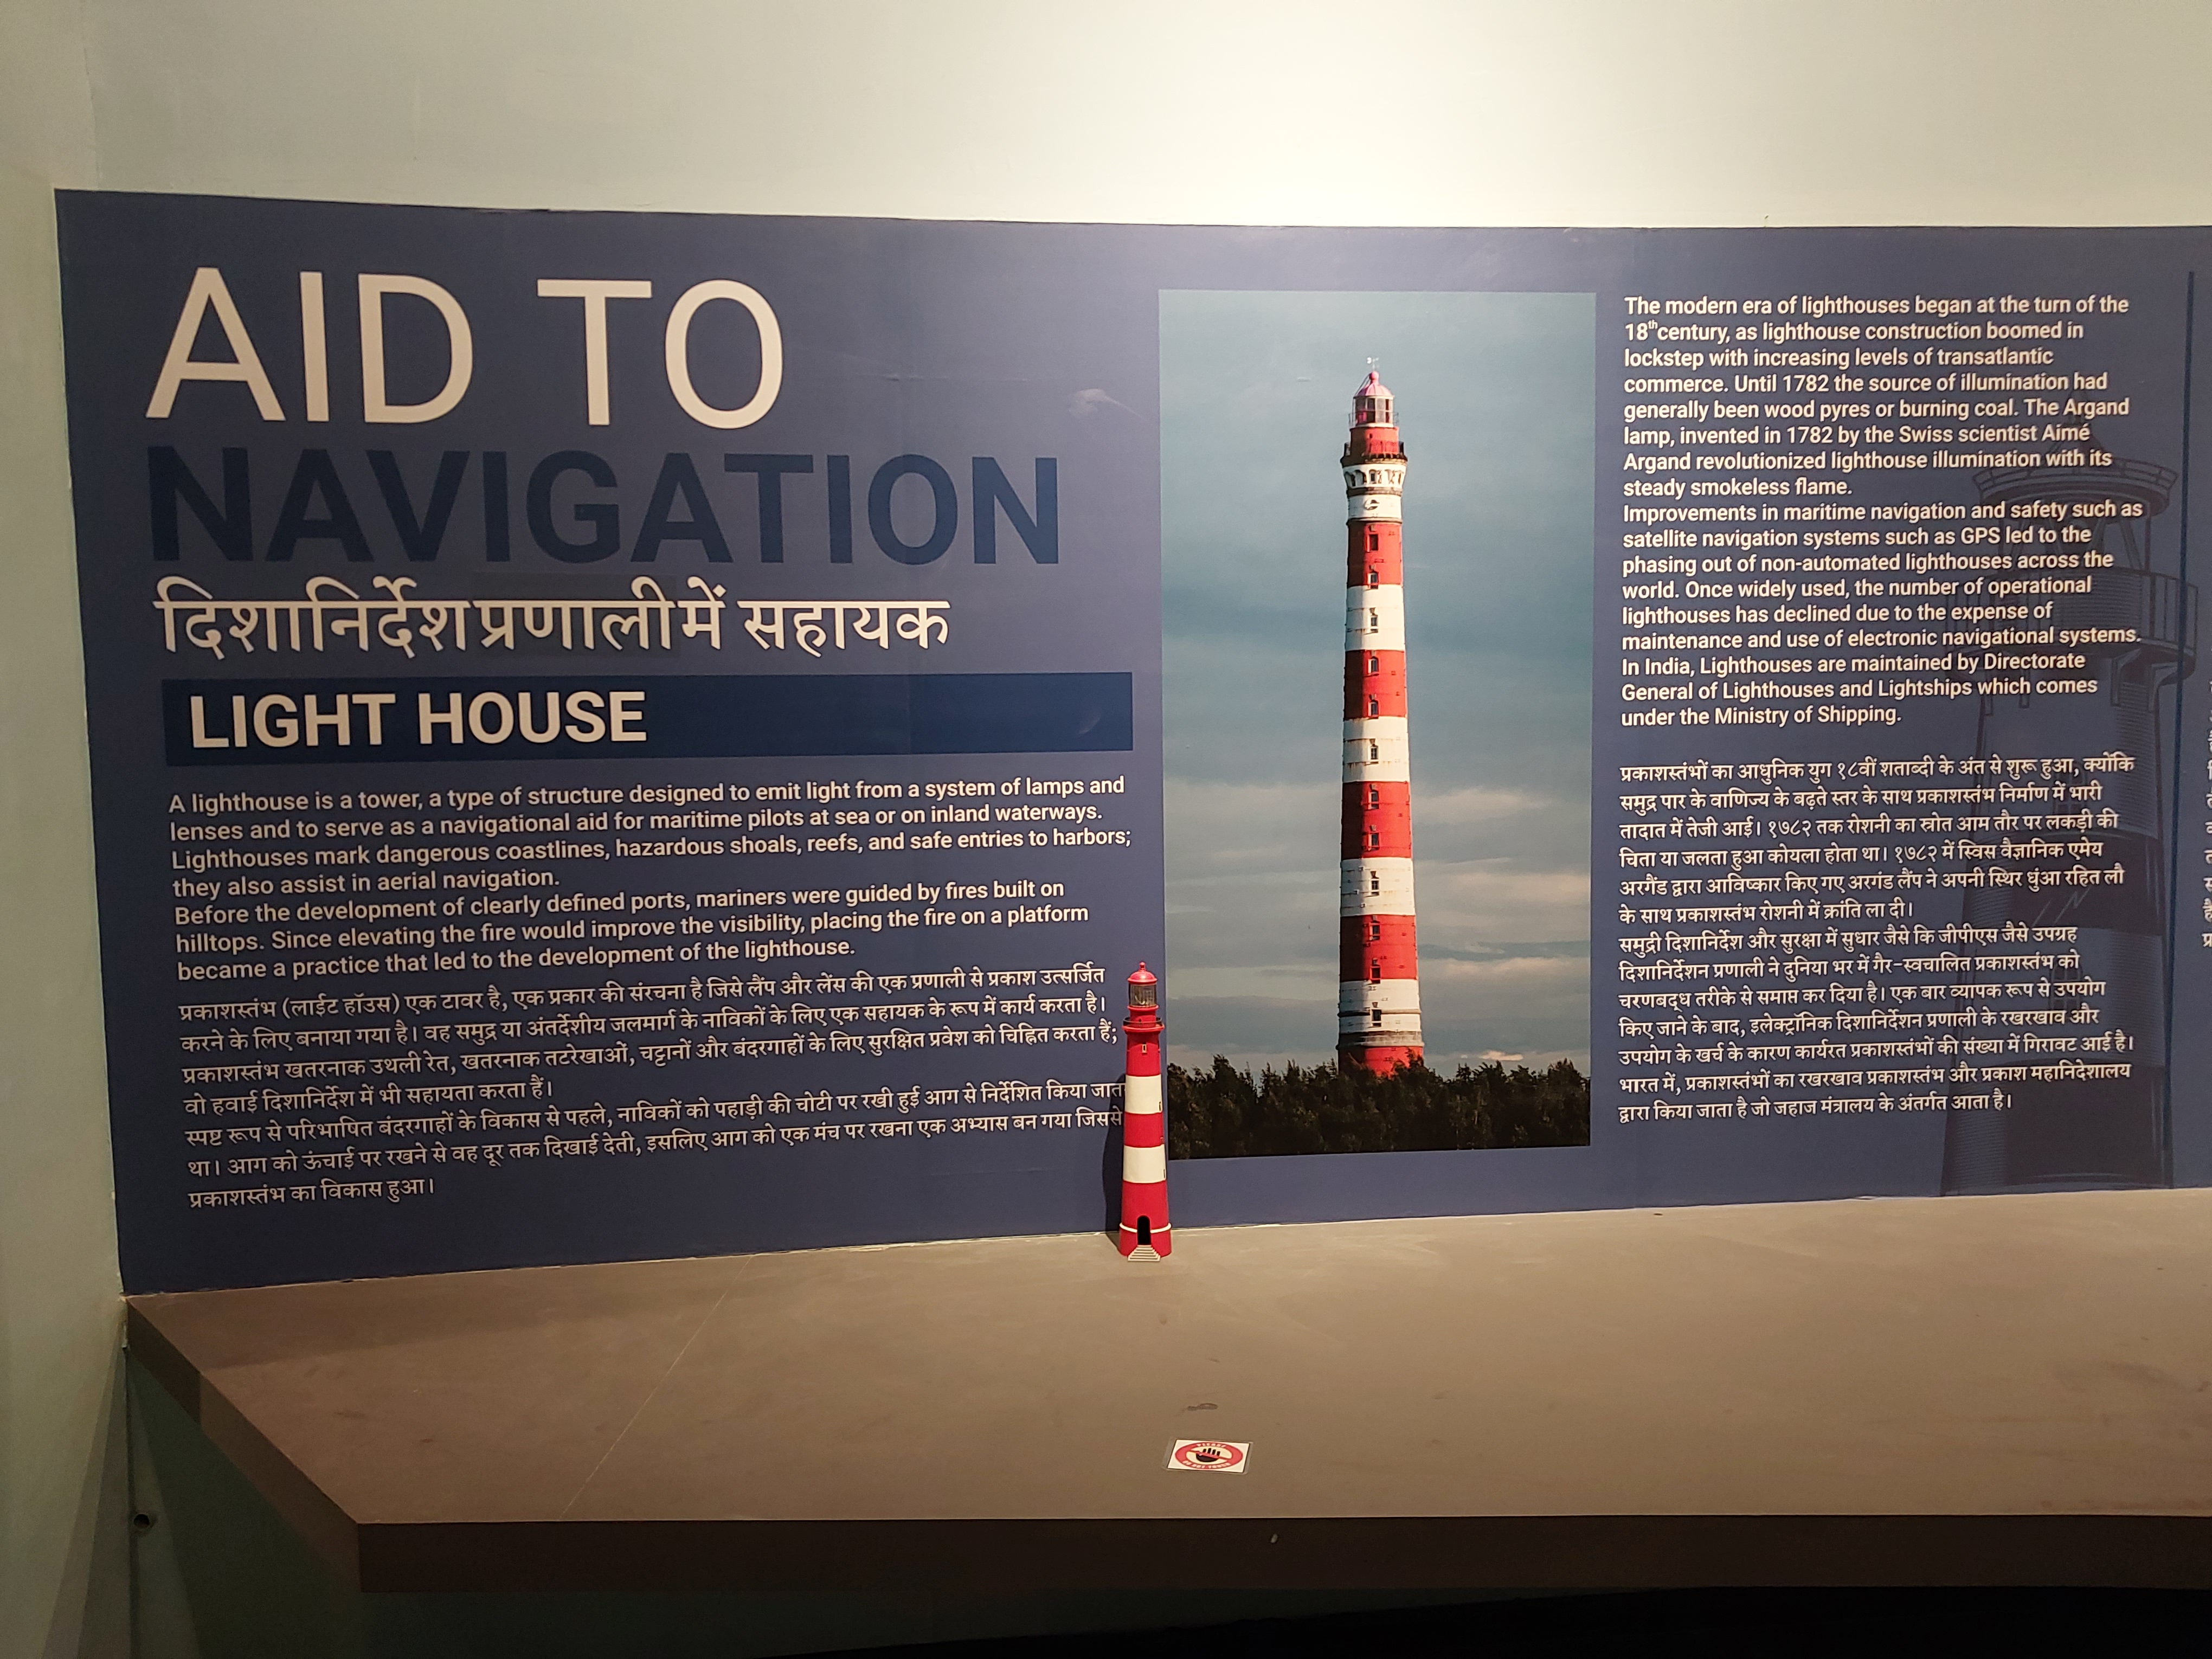 AID TO
NAVIGATION
दिशानिर्देश प्रणाली में सहायक
LIGHT HOUSE
A lighthouse is a tower, a type of structure designed to emit light from a system of lamps and
lenses and to serve as a navigational aid for maritime pilots at sea or on inland waterways.
Lighthouses mark dangerous coastlines, hazardous shoals, reefs, and safe entries to harbors;
they also assist in aerial navigation.
Before the development of clearly defined ports, mariners were guided by fires built on
hilltops. Since elevating the fire would improve the visibility, placing the fire on a platform
became a practice that led to the development of the lighthouse.
प्रकाशस्तंभ (लाईट हॉउस) एक टावर है, एक प्रकार की संरचना है जिसे लैंप और लेंस की एक प्रणाली से प्रकाश उत्सर्जित
करने के लिए बनाया गया है। वह समुद्र या अंतर्देशीय जलमार्ग के नाविकों के लिए एक सहायक के रूप में कार्य करता है।
प्रकाशस्तंभ खतरनाक उथली रेत, खतरनाक तटरेखाओं, चट्टानों और बंदरगाहों के लिए सुरक्षित प्रवेश को चिह्नित करता हैं;
वो हवाई दिशानिर्देश में भी सहायता करता हैं।
स्पष्ट रूप से परिभाषित बंदरगाहों के विकास से पहले, नाविकों को पहाड़ी की चोटी पर रखी हुई आग से निर्देशित किया जाता
था। आग को ऊंचाई पर रखने से वह दूर तक दिखाई देती, इसलिए आग को एक मंच पर रखना एक अभ्यास बन गया जिससे
प्रकाशस्तंभ का विकास हुआ।
The modern era of lighthouses began at the turn of the
18th century, as lighthouse construction boomed in
lockstep with increasing levels of transatlantic
commerce. Until 1782 the source of illumination had
generally been wood pyres or burning coal. The Argand
lamp, invented in 1782 by the Swiss scientist Aimé
Argand revolutionized lighthouse illumination with its
steady smokeless flame.
Improvements in maritime navigation and safety such as
satellite navigation systems such as GPS led to the
phasing out of non-automated lighthouses across the
world. Once widely used, the number of operational
lighthouses has declined due to the expense of
maintenance and use of electronic navigational systems.
In India, Lighthouses are maintained by Directorate
General of Lighthouses and Lightships which comes
under the Ministry of Shipping.
प्रकाशस्तंभों का आधुनिक युग १८वीं शताब्दी के अंत से शुरू हुआ, क्योंकि
समुद्र पार के वाणिज्य के बढ़ते स्तर के साथ प्रकाशस्तंभ निर्माण में भारी
तादात में तेजी आई। १७८२ तक रोशनी का स्त्रोत आम तौर पर लकड़ी की
चिता या जलता हुआ कोयला होता था। १७८२ में स्विस वैज्ञानिक एमेय
अरगैंड द्वारा आविष्कार किए गए अरगंड लैंप ने अपनी स्थिर धुंआ रहित लौ
के साथ प्रकाशस्तंभ रोशनी में क्रांति ला दी।
समुद्री दिशानिर्देश और सुरक्षा में सुधार जैसे कि जीपीएस जैसे उपग्रह
दिशानिर्देशन प्रणाली ने दुनिया भर में गैर-स्वचालित प्रकाशस्तंभ को
चरणबद्ध तरीके से समाप्त कर दिया है। एक बार व्यापक रूप से उपयोग
किए जाने के बाद, इलेक्ट्रॉनिक दिशानिर्देशन प्रणाली के रखरखाव और
उपयोग के खर्च के कारण कार्यरत प्रकाशस्तंभों की संख्या में गिरावट आई है।
भारत में, प्रकाशस्तंभों का रखरखाव प्रकाशस्तंभ और प्रकाश महानिदेशालय
द्वारा किया जाता है जो जहाज मंत्रालय के अंतर्गत आता है।